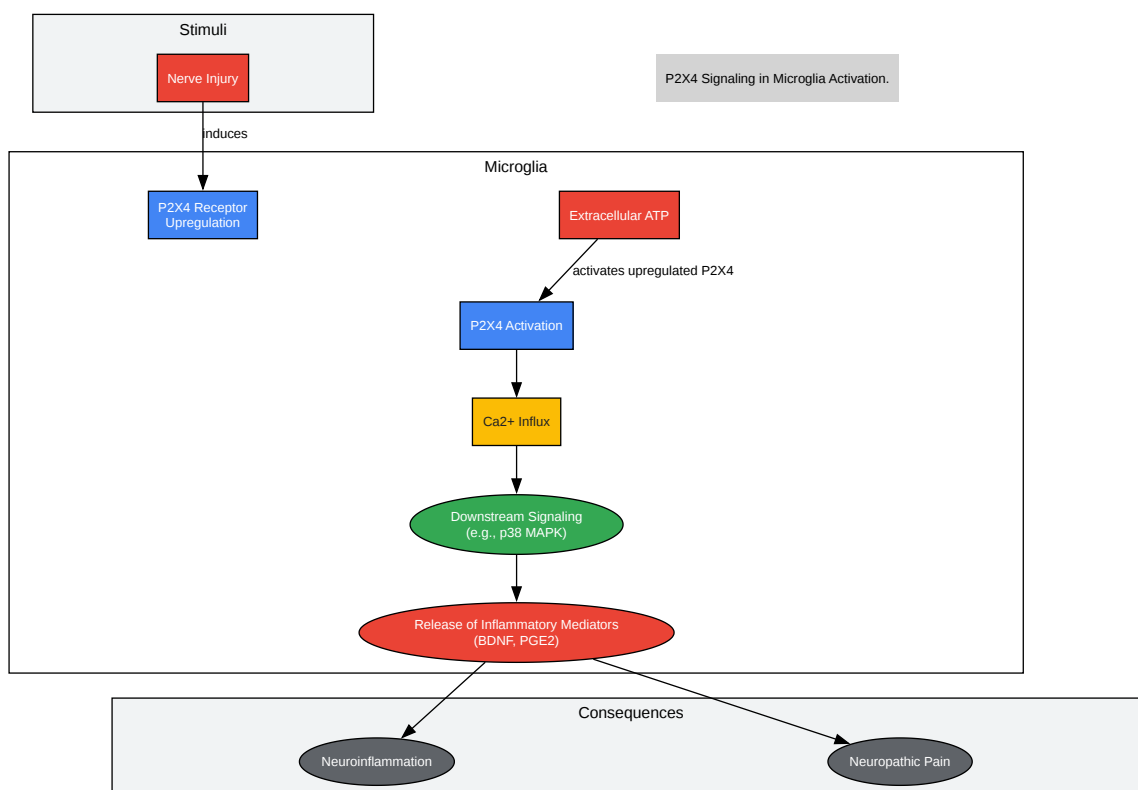 Stimuli
Nerve Injury
P2X4 Signaling in Microglia Activation.
induces
Microglia
P2X4 Receptor
Upregulation
Extracellular ATP
activates upregulated P2X4
P2X4 Activation
Ca2+ Influx
Downstream Signaling
(e.g., p38 MAPK)
Release of Inflammatory Mediators
(BDNF, PGE2)
Consequences
Neuroinflammation
Neuropathic Pain